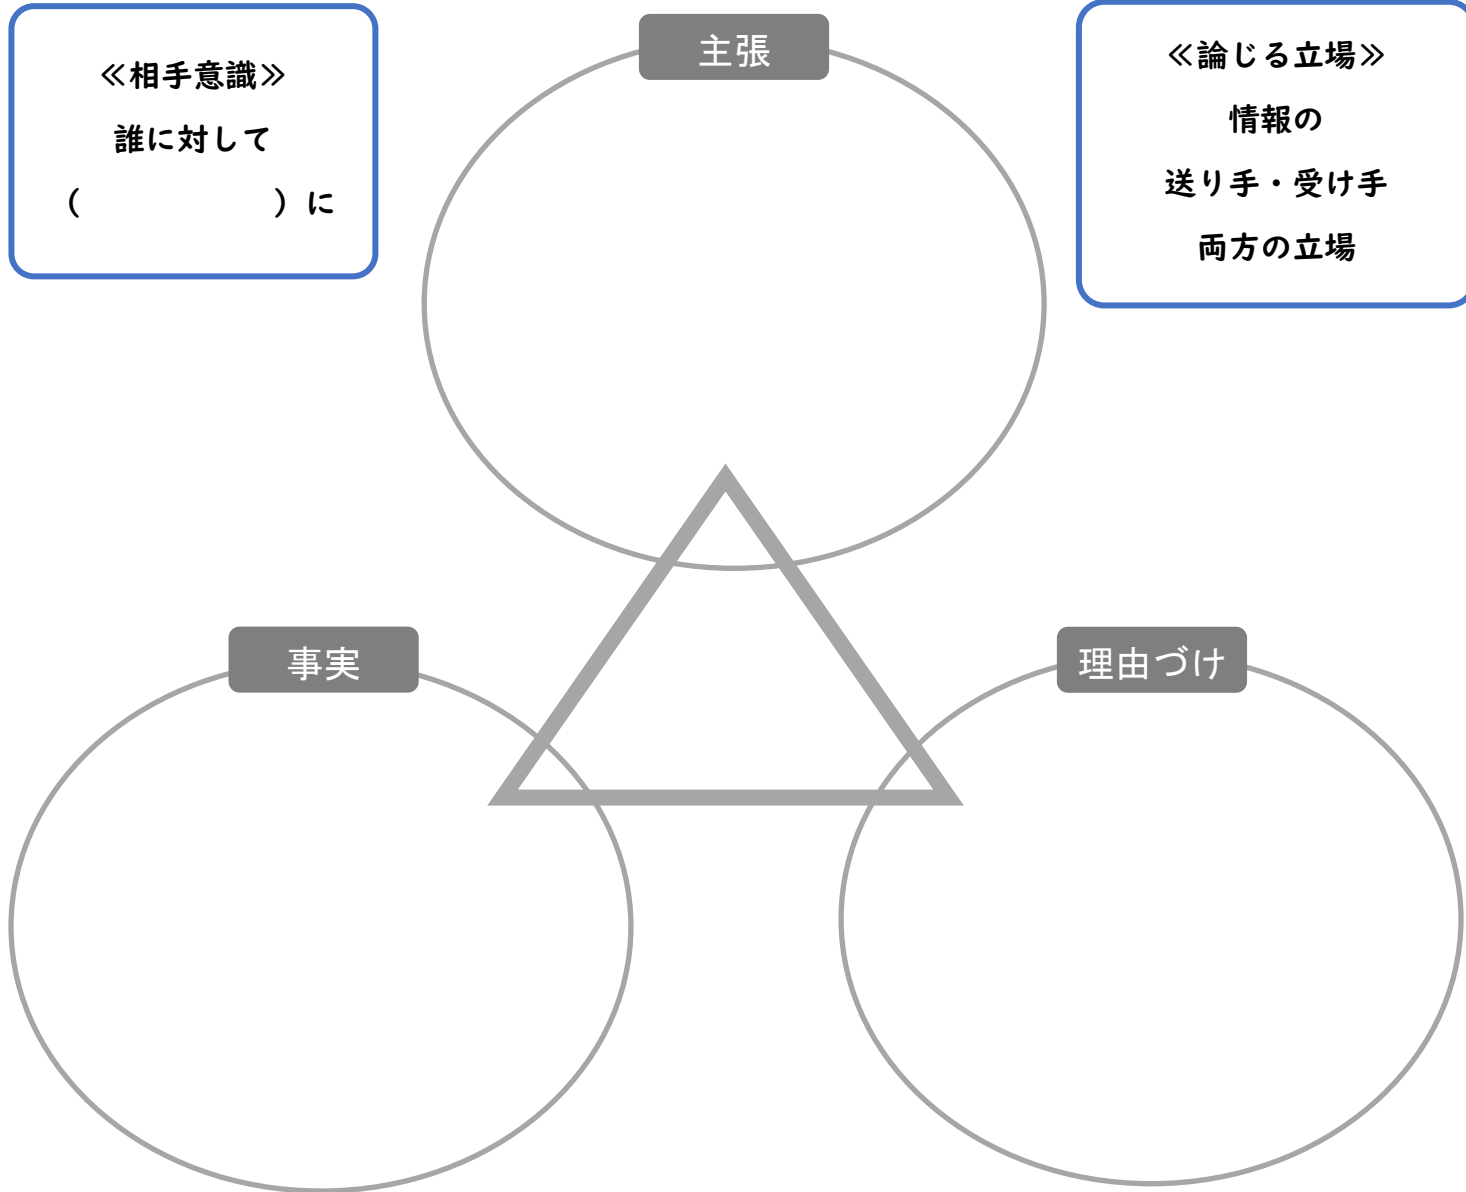 ≪相手意識≫
誰に対して
（　　　　　　）に
主張
≪論じる立場≫
情報の
送り手・受け手
両方の立場
事実
理由づけ